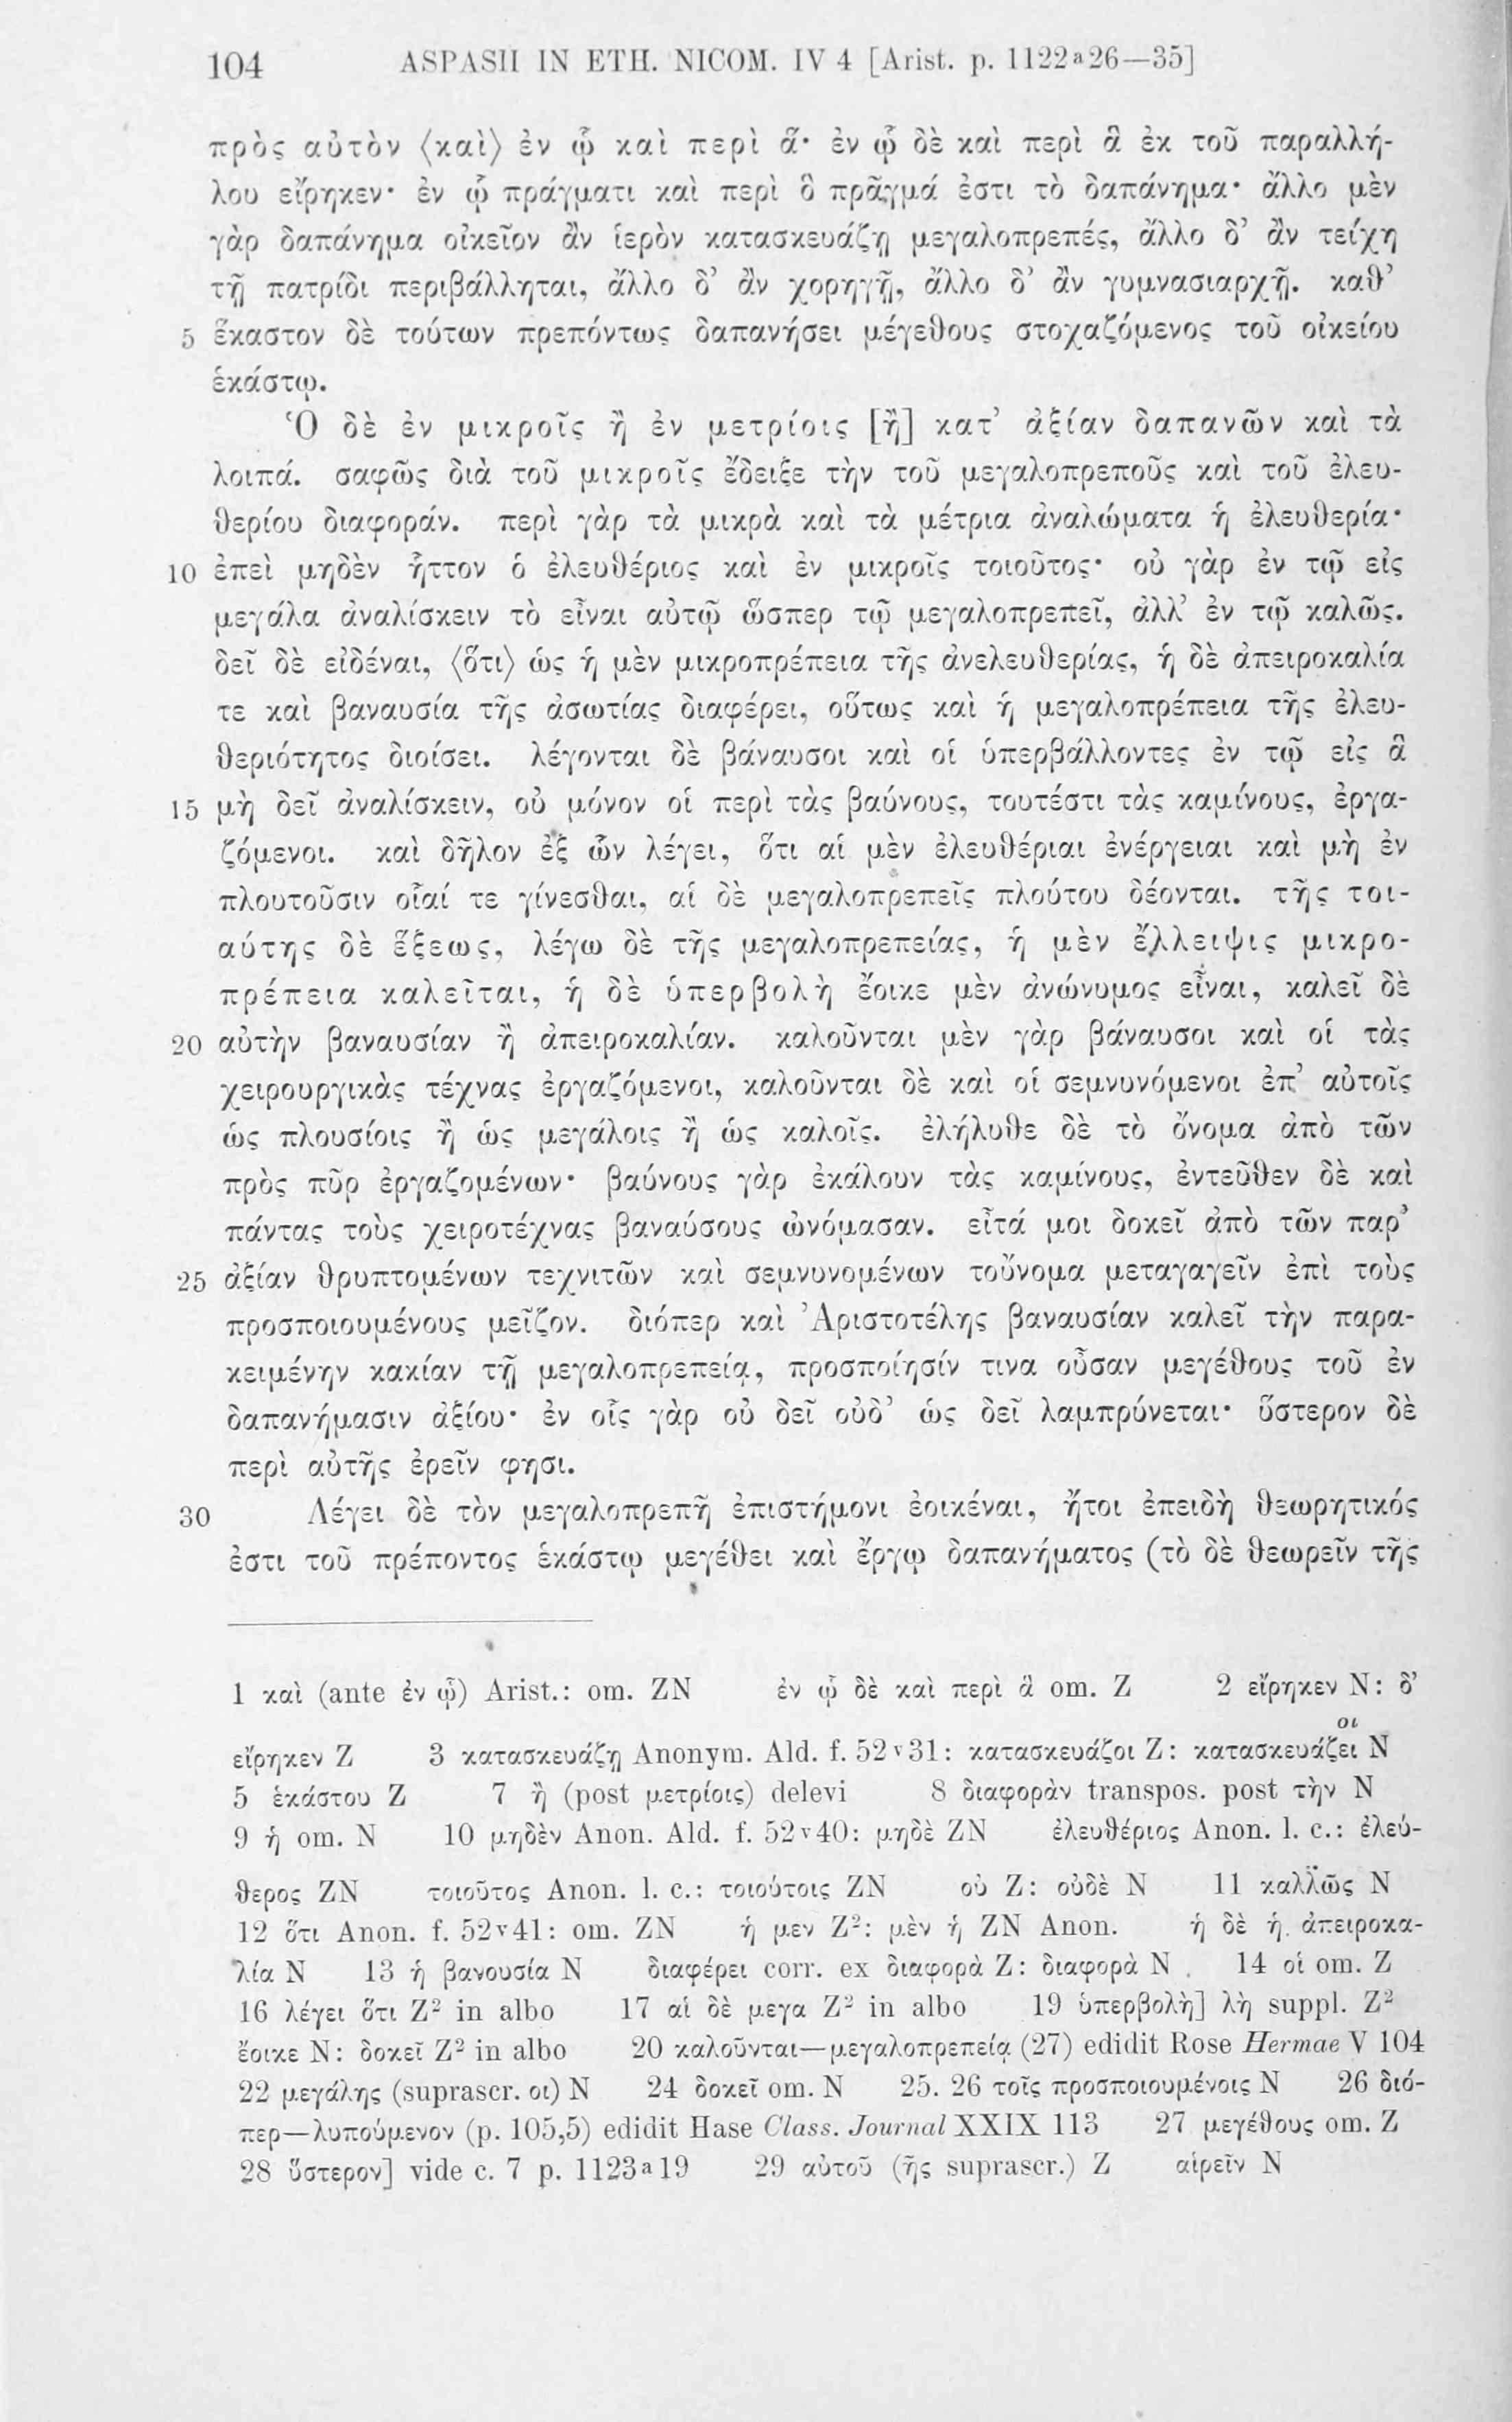 104 ASPASII IN ETH. NICOM. IV 4 [Arist. p. 1122ª26—35]
πρὸς αὐτὸν ⟨καὶ⟩ ἐν ᾧ καὶ περὶ ἅ· ἐν ᾧ δὲ καὶ περὶ ἃ ἐκ τοῦ παραλλή-
λου εἴρηκεν· ἐν ᾧ πράγματι καὶ περὶ ὃ πρᾶγμά ἐστι τὸ δαπάνημα· ἄλλο μὲν
γὰρ δαπάνημα οἰκεῖον ἂν ἱερὸν κατασκευάζῃ μεγαλοπρεπές, ἄλλο δ’ ἂν τείχη
τῇ πατρίδι περιβάλληται, ἄλλο δ’ ἂν χορηγῇ, ἄλλο δ’ ἂν γυμνασιαρχῇ. καθ’
5 ἕκαστον δὲ τούτων πρεπόντως δαπανήσει μέγεθους στοχαζόμενος τοῦ οἰκείου
ἑκάστῳ.
Ὁ δὲ ἐν μικροῖς ἢ ἐν μετρίοις [ἢ] κατ’ ἀξίαν δαπανῶν καὶ τὰ
λοιπά. σαφῶς διὰ τοῦ μικροῖς ἔδειξε τὴν τοῦ μεγαλοπρεποῦς καὶ τοῦ ἐλευ-
θερίου διαφοράν. περὶ γὰρ τὰ μικρὰ καὶ τὰ μέτρια ἀναλώματα ἡ ἐλευθερία·
10 ἐπεὶ μηδὲν ἧττον ὁ ἐλευθέριος καὶ ἐν μικροῖς τοιοῦτος· οὐ γὰρ ἐν τῷ εἰς
μεγάλα ἀναλίσκειν τὸ εἶναι αὐτῷ ὥσπερ τῷ μεγαλοπρεπεῖ, ἀλλ’ ἐν τῷ καλῶς.
δεῖ δὲ εἰδέναι, ⟨ὅτι⟩ ὡς ἡ μὲν μικροπρέπεια τῆς ἀνελευθερίας, ἡ δὲ ἀπειροκαλία
τε καὶ βαναυσία τῆς ἀσωτίας διαφέρει, οὕτως καὶ ἡ μεγαλοπρέπεια τῆς ἐλευ-
θεριότητος διοίσει. λέγονται δὲ βάναυσοι καὶ οἱ ὑπερβάλλοντες ἐν τῷ εἰς ἃ
15 μὴ δεῖ ἀναλίσκειν, οὐ μόνον οἱ περὶ τὰς βαύνους, τουτέστι τὰς καμίνους, ἐργα-
ζόμενοι. καὶ δῆλον ἐξ ὧν λέγει, ὅτι αἱ μὲν ἐλευθέριαι ἐνέργειαι καὶ μὴ ἐν
πλουτοῦσιν οἷαί τε γίνεσθαι, αἱ δὲ μεγαλοπρεπεῖς πλούτου δέονται. τῆς τοι-
αύτης δὲ ἕξεως, λέγω δὲ τῆς μεγαλοπρεπείας, ἡ μὲν ἔλλειψις μικρο-
πρέπεια καλεῖται, ἡ δὲ ὑπερβολὴ ἔοικε μὲν ἀνώνυμος εἶναι, καλεῖ δὲ
20 αὐτὴν βαναυσίαν ἢ ἀπειροκαλίαν. καλοῦνται μὲν γὰρ βάναυσοι καὶ οἱ τὰς
χειρουργικὰς τέχνας ἐργαζόμενοι, καλοῦνται δὲ καὶ οἱ σεμνυνόμενοι ἐπ’ αὐτοῖς
ὡς πλουσίοις ἢ ὡς μεγάλοις ἢ ὡς καλοῖς. ἐλήλυθε δὲ τὸ ὄνομα ἀπὸ τῶν
πρὸς πῦρ ἐργαζομένων· βαύνους γὰρ ἐκάλουν τὰς καμίνους, ἐντεῦθεν δὲ καὶ
πάντας τοὺς χειροτέχνας βαναύσους ὠνόμασαν. εἶτά μοι δοκεῖ ἀπὸ τῶν παρ’
25 ἀξίαν θρυπτομένων τεχνιτῶν καὶ σεμνυνομένων τοὔνομα μεταγαγεῖν ἐπὶ τοὺς
προσποιουμένους μεῖζον. διόπερ καὶ Ἀριστοτέλης βαναυσίαν καλεῖ τὴν παρα-
κειμένην κακίαν τῇ μεγαλοπρεπείᾳ, προσποίησίν τινα οὖσαν μεγέθους τοῦ ἐν
δαπανήμασιν ἀξίου· ἐν οἷς γὰρ οὐ δεῖ οὐδ’ ὡς δεῖ λαμπρύνεται· ὕστερον δὲ
περὶ αὐτῆς ἐρεῖν φησι.
30 Λέγει δὲ τὸν μεγαλοπρεπῆ ἐπιστήμονι ἐοικέναι, ἤτοι ἐπειδὴ θεωρητικός
ἐστι τοῦ πρέποντος ἑκάστῳ μεγέθει καὶ ἔργῳ δαπανήματος (τὸ δὲ θεωρεῖν τῆς
1 καὶ (ante ἐν ᾧ) Arist.: om. ZN ἐν ᾧ δὲ καὶ περὶ ἃ om. Z 2 εἴρηκεν N: δ’
οι
εἴρηκεν Z 3 κατασκευάζῃ Anonym. Ald. f. 52ᵛ31: κατασκευάζοι Z: κατασκευάζει N
5 ἑκάστου Z 7 ἢ (post μετρίοις) delevi 8 διαφορὰν transpos. post τὴν N
9 ἡ om. N 10 μηδὲν Anon. Ald. f. 52ᵛ40: μηδὲ ZN ἐλευθέριος Anon. l. c.: ἐλεύ-
θερος ZN τοιοῦτος Anon. l. c.: τοιούτοις ZN οὐ Z: οὐδὲ N 11 καλλῶς N
12 ὅτι Anon. f. 52ᵛ41: om. ZN ἡ μεν Z²: μὲν ἡ ZN Anon. ἡ δὲ ἡ ἀπειροκα-
λία N 13 ἡ βανουσία N διαφέρει corr. ex διαφορὰ Z: διαφορὰ N 14 οἱ om. Z
16 λέγει ὅτι Z² in albo 17 αἱ δὲ μεγα Z² in albo 19 ὑπερβολὴ] λὴ suppl. Z²
ἔοικε N: δοκεῖ Z² in albo 20 καλοῦνται—μεγαλοπρεπείᾳ (27) edidit Rose Hermae V 104
22 μεγάλης (suprascr. οι) N 24 δοκεῖ om. N 25. 26 τοῖς προσποιουμένοις N 26 διό-
περ—λυπούμενον (p. 105,5) edidit Hase Class. Journal XXIX 113 27 μεγέθους om. Z
28 ὕστερον] vide c. 7 p. 1123ª19 29 αὐτοῦ (ῆς suprascr.) Z αἱρεῖν N